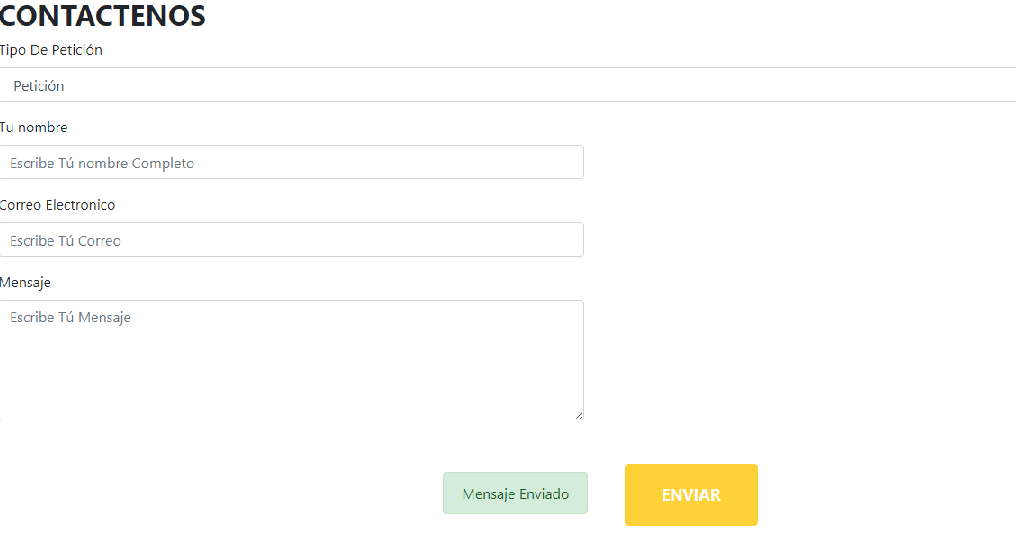 CONTACTENOS
Tipo De Petición
Petición
Tu nombre
Escribe Tú nombre Completo
Correo Electronico
Escribe Tú Correo
Mensaje
Escribe Tú Mensaje
Mensaje Enviado
ENVIAR